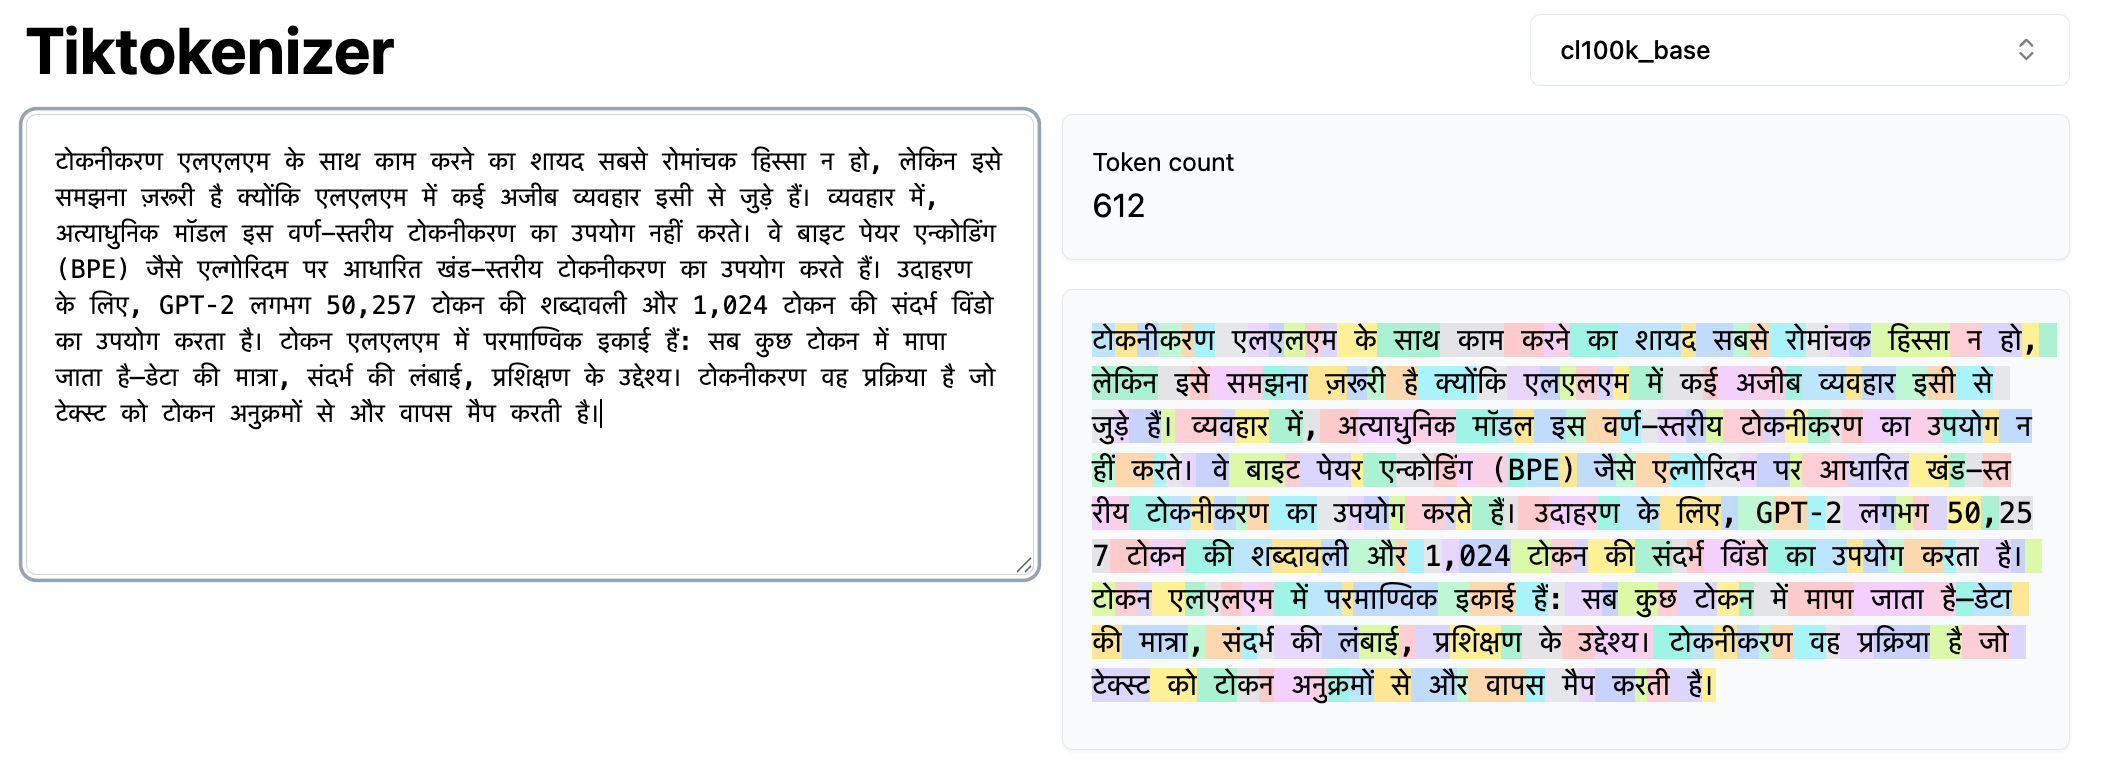 Tiktokenizer
cl100k_base
टोकनीकरण एलएलएम के साथ काम करने का शायद सबसे रोमांचक हिस्सा न हो, लेकिन इसे
समझना ज़रूरी है क्योंकि एलएलएम में कई अजीब व्यवहार इसी से जुड़े हैं। व्यवहार में,
अत्याधुनिक मॉडल इस वर्ण–स्तरीय टोकनीकरण का उपयोग नहीं करते। वे बाइट पेयर एन्कोडिंग
(BPE) जैसे एल्गोरिदम पर आधारित खंड–स्तरीय टोकनीकरण का उपयोग करते हैं। उदाहरण
के लिए, GPT-2 लगभग 50,257 टोकन की शब्दावली और 1,024 टोकन की संदर्भ विंडो
का उपयोग करता है। टोकन एलएलएम में परमाण्विक इकाई हैं: सब कुछ टोकन में मापा
जाता है—डेटा की मात्रा, संदर्भ की लंबाई, प्रशिक्षण के उद्देश्य। टोकनीकरण वह प्रक्रिया है जो
टेक्स्ट को टोकन अनुक्रमों से और वापस मैप करती है।
Token count
612
टोकनीकरण एलएलएम के साथ काम करने का शायद सबसे रोमांचक हिस्सा न हो,
लेकिन इसे समझना ज़रूरी है क्योंकि एलएलएम में कई अजीब व्यवहार इसी से
जुड़े हैं। व्यवहार में, अत्याधुनिक मॉडल इस वर्ण–स्तरीय टोकनीकरण का उपयोग न
हीं करते। वे बाइट पेयर एन्कोडिंग (BPE) जैसे एल्गोरिदम पर आधारित खंड–स्त
रीय टोकनीकरण का उपयोग करते हैं। उदाहरण के लिए, GPT-2 लगभग 50,25
7 टोकन की शब्दावली और 1,024 टोकन की संदर्भ विंडो का उपयोग करता है।
टोकन एलएलएम में परमाण्विक इकाई हैं: सब कुछ टोकन में मापा जाता है—डेटा
की मात्रा, संदर्भ की लंबाई, प्रशिक्षण के उद्देश्य। टोकनीकरण वह प्रक्रिया है जो
टेक्स्ट को टोकन अनुक्रमों से और वापस मैप करती है।